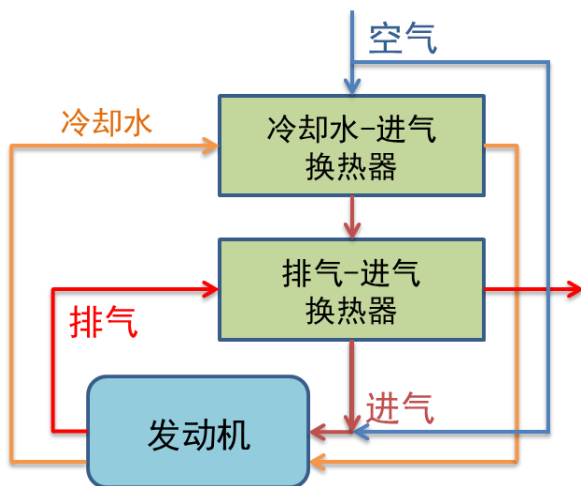 空气
冷却水
冷却水-进气
换热器
排气-进气
换热器
排气
进气
发动机